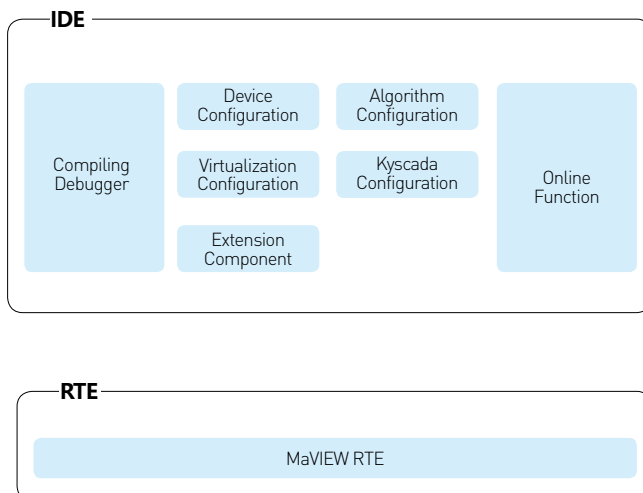 IDE
Compiling
Debugger
Device
Configuration
Algorithm
Configuration
Virtualization
Configuration
Kyscada
Configuration
Extension
Component
Online
Function
RTE
MaVIEW RTE